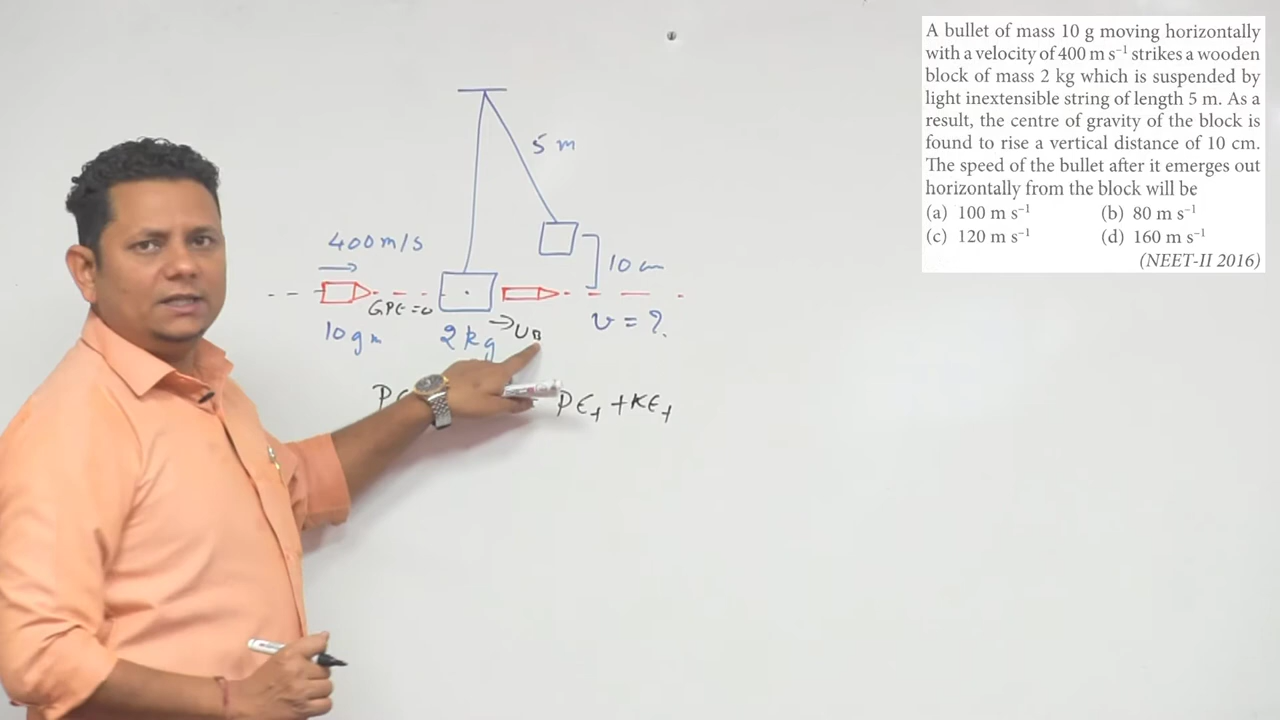 A bullet of mass 10 g moving horizontally
with a velocity of 400 m s⁻¹ strikes a wooden
block of mass 2 kg which is suspended by
light inextensible string of length 5 m. As a
result, the centre of gravity of the block is
found to rise a vertical distance of 10 cm.
The speed of the bullet after it emerges out
horizontally from the block will be
(a) 100 m s⁻¹ (b) 80 m s⁻¹
(c) 120 m s⁻¹ (d) 160 m s⁻¹
(NEET-II 2016)
5 m
400 m/s
10 cm
GPE = 0
10 gm 2 kg v = ?
PE_f + KE_f